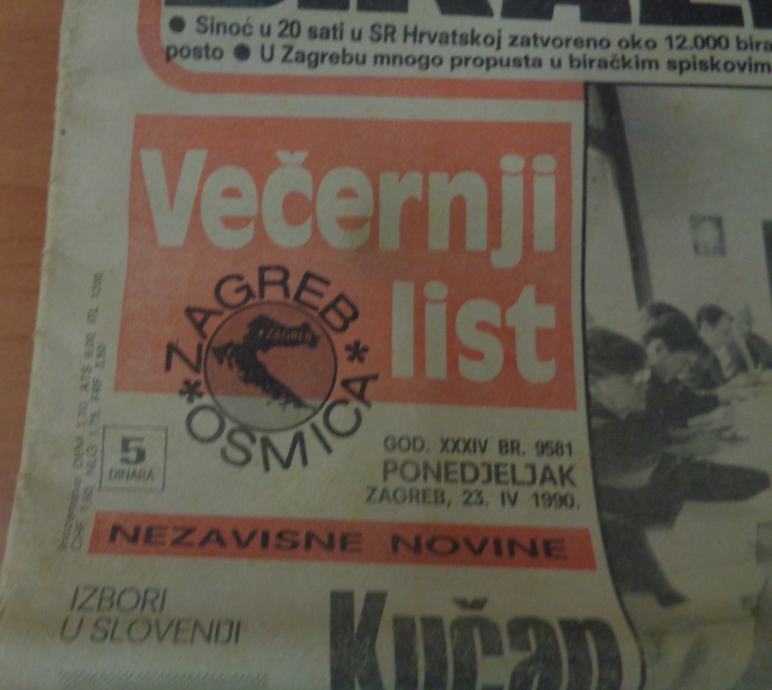 ● Sinoć u 20 sati u SR Hrvatskoj zatvoreno oko 12.000 bira
posto ● U Zagrebu mnogo propusta u biračkim spiskovim
Večernji
list
* ZAGREB *
OSMICA
ZAGREB
5
DINARA
GOD. XXXIV BR. 9581
PONEDJELJAK
ZAGREB, 23. IV 1990.
NEZAVISNE NOVINE
IZBORI
U SLOVENIJI
Kučan